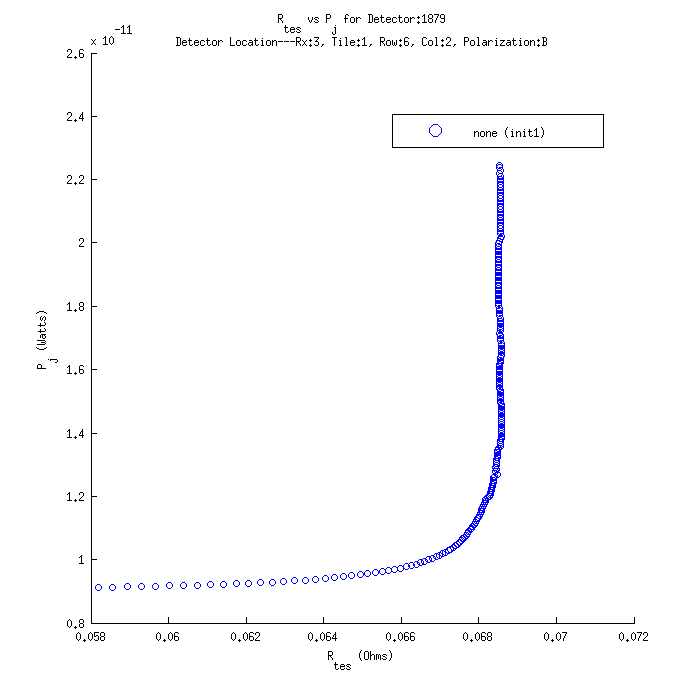 R_tes vs P_j for Detector:1879
Detector Location---Rx:3, Tile:1, Row:6, Col:2, Polarization:B
x 10^-11
2.6
2.4
none (init1)
2.2
2
1.8
P_j (Watts)
1.6
1.4
1.2
1
0.8
0.058 0.06 0.062 0.064 0.066 0.068 0.07 0.072
R_tes (Ohms)